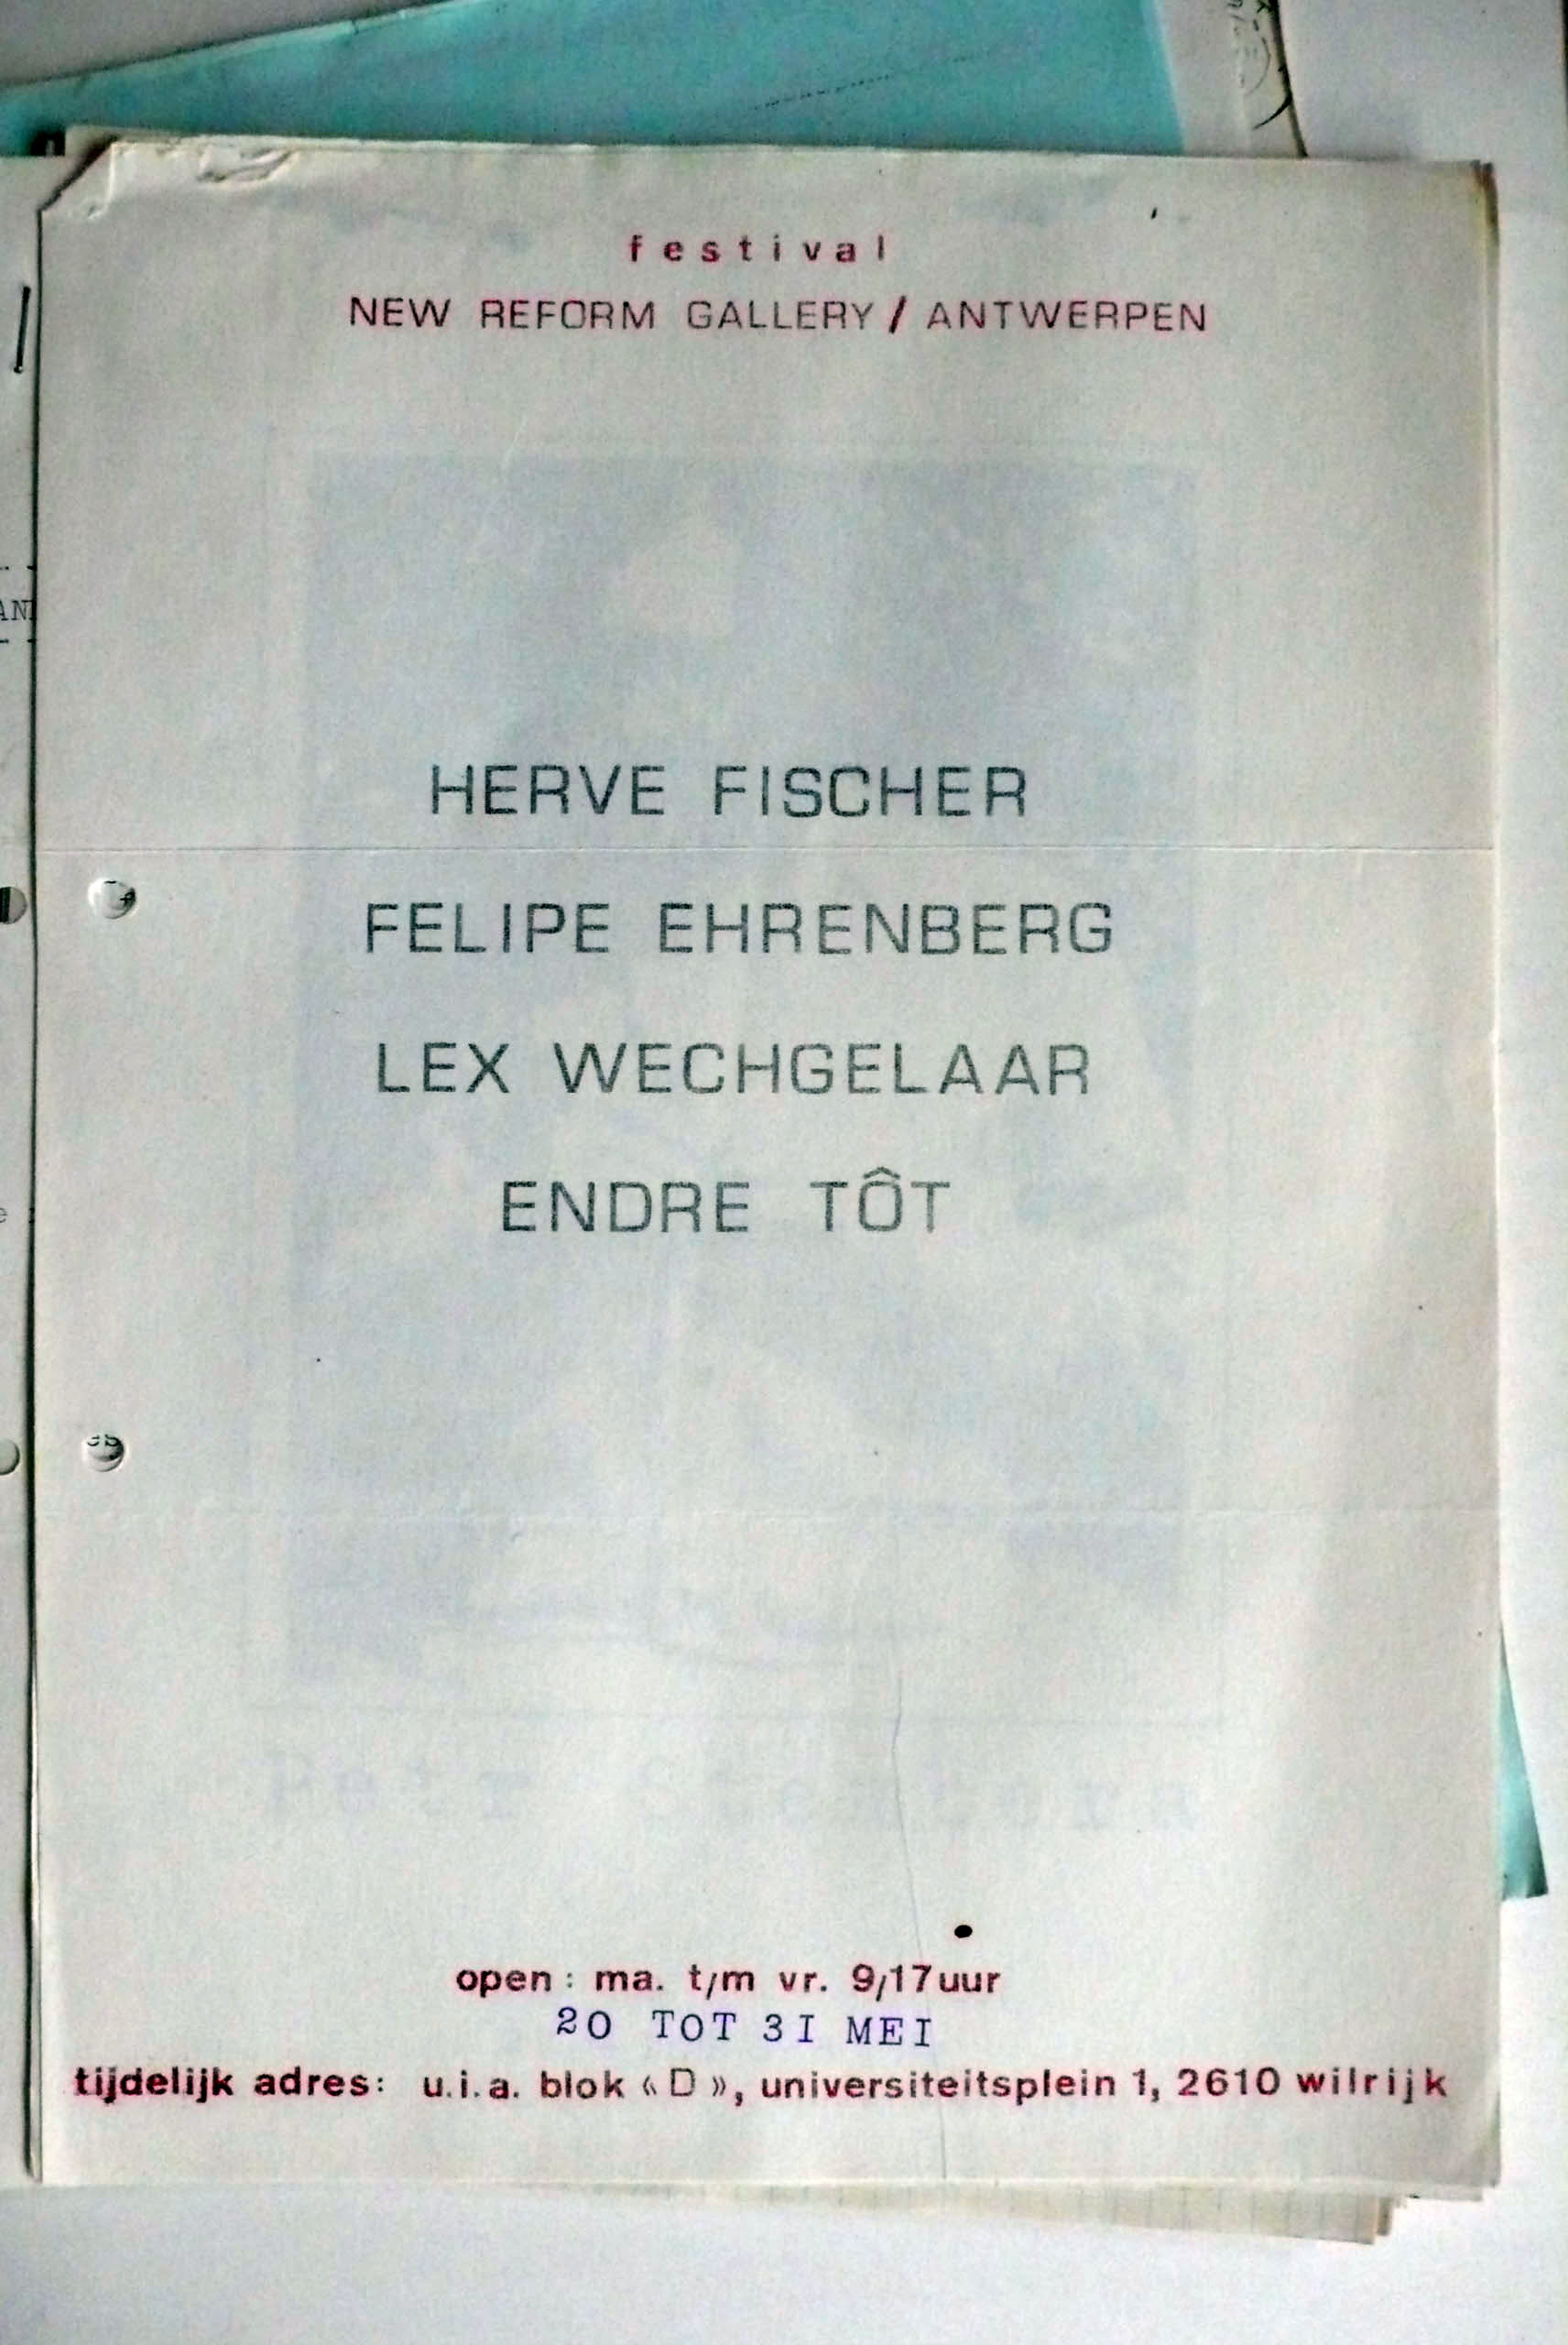 festival
NEW REFORM GALLERY / ANTWERPEN
HERVE FISCHER
FELIPE EHRENBERG
LEX WECHGELAAR
ENDRE TÔT
open : ma. t/m vr. 9/17uur
20 TOT 3I MEI
tijdelijk adres: u.i.a. blok «D», universiteitsplein 1, 2610 wilrijk